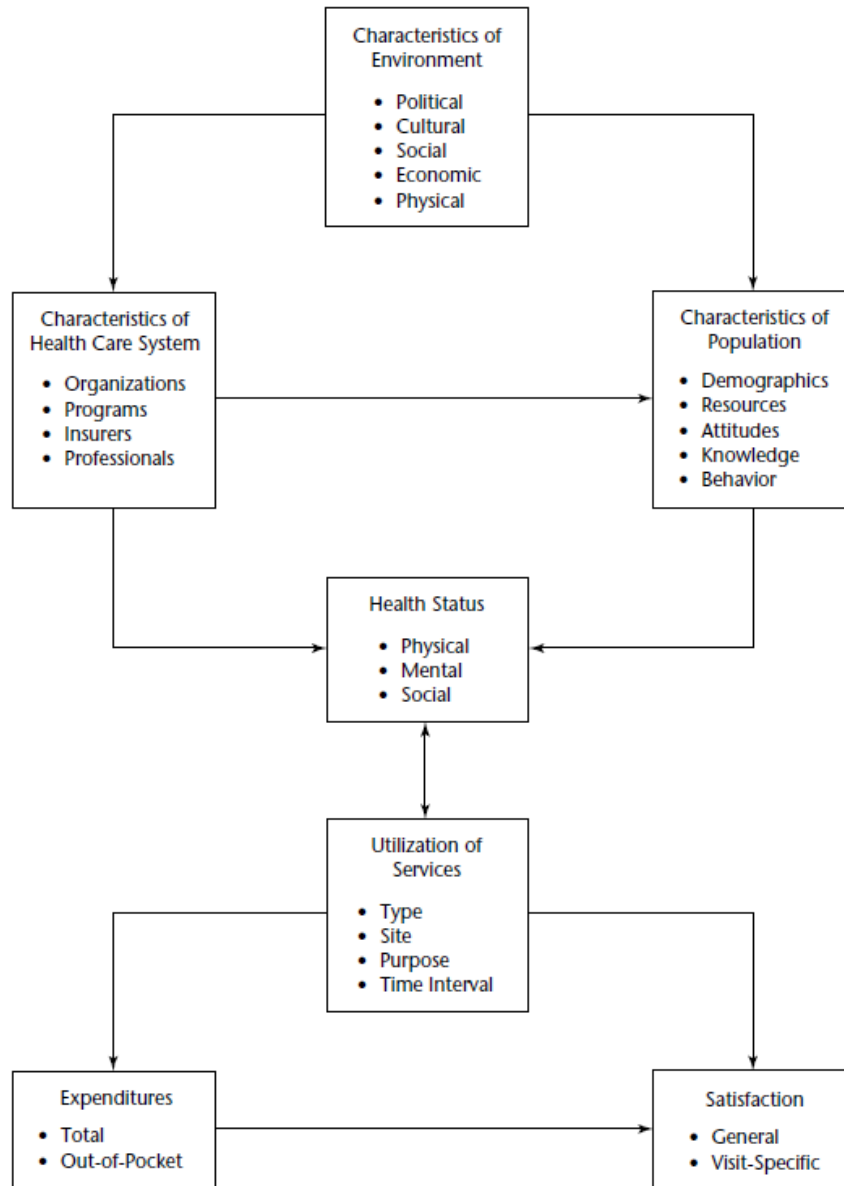 Characteristics of
Environment
• Political
• Cultural
• Social
• Economic
• Physical
Characteristics of
Health Care System
• Organizations
• Programs
• Insurers
• Professionals
Characteristics of
Population
• Demographics
• Resources
• Attitudes
• Knowledge
• Behavior
Health Status
• Physical
• Mental
• Social
Utilization of
Services
• Type
• Site
• Purpose
• Time Interval
Expenditures
• Total
• Out-of-Pocket
Satisfaction
• General
• Visit-Specific